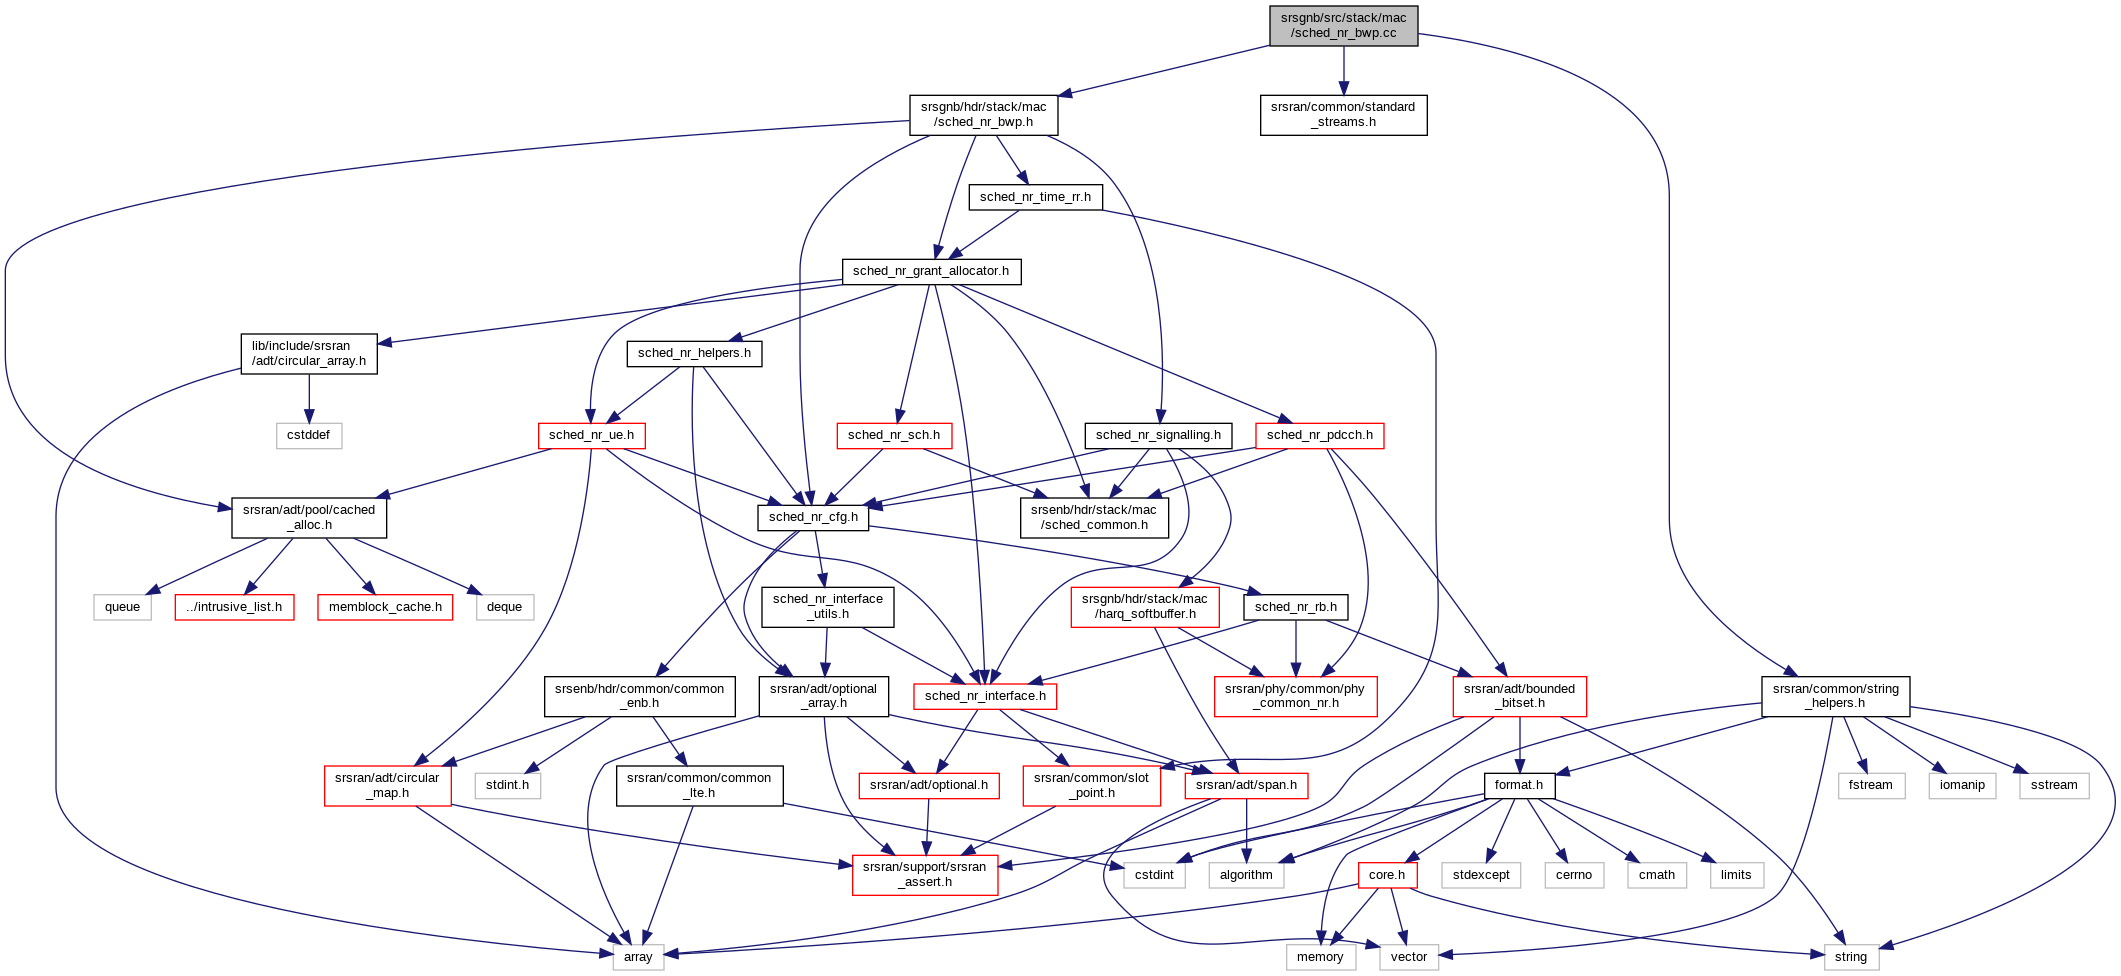 srsgnb/src/stack/mac
/sched_nr_bwp.cc
srsgnb/hdr/stack/mac
/sched_nr_bwp.h
srsran/common/standard
_streams.h
sched_nr_time_rr.h
sched_nr_grant_allocator.h
lib/include/srsran
/adt/circular_array.h
sched_nr_helpers.h
cstddef
sched_nr_ue.h
sched_nr_sch.h
sched_nr_signalling.h
sched_nr_pdcch.h
srsran/adt/pool/cached
_alloc.h
sched_nr_cfg.h
srsenb/hdr/stack/mac
/sched_common.h
queue
../intrusive_list.h
memblock_cache.h
deque
sched_nr_interface
_utils.h
srsgnb/hdr/stack/mac
/harq_softbuffer.h
sched_nr_rb.h
srsenb/hdr/common/common
_enb.h
srsran/adt/optional
_array.h
sched_nr_interface.h
srsran/phy/common/phy
_common_nr.h
srsran/adt/bounded
_bitset.h
srsran/common/string
_helpers.h
srsran/adt/circular
_map.h
stdint.h
srsran/common/common
_lte.h
srsran/adt/optional.h
srsran/common/slot
_point.h
srsran/adt/span.h
format.h
fstream
iomanip
sstream
srsran/support/srsran
_assert.h
cstdint
algorithm
core.h
stdexcept
cerrno
cmath
limits
array
memory
vector
string